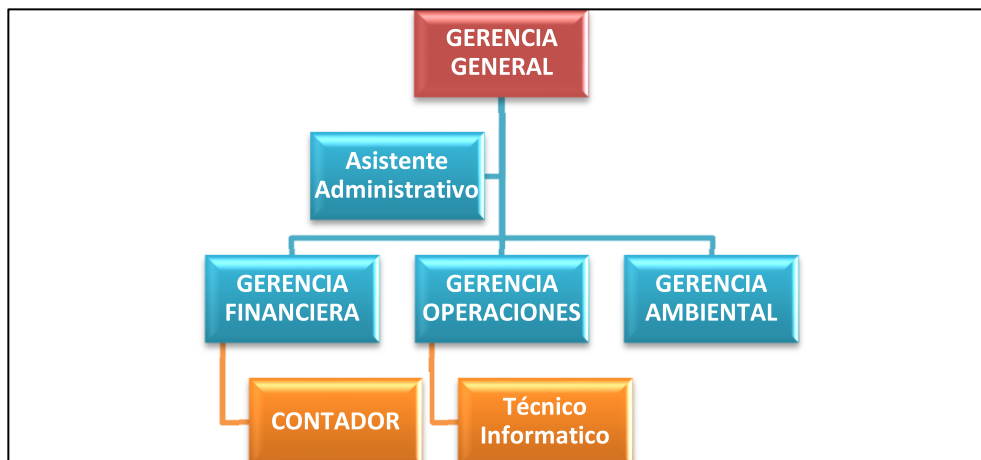 GERENCIA
GENERAL
Asistente
Administrativo
GERENCIA
FINANCIERA
GERENCIA
OPERACIONES
GERENCIA
AMBIENTAL
CONTADOR
Técnico
Informatico